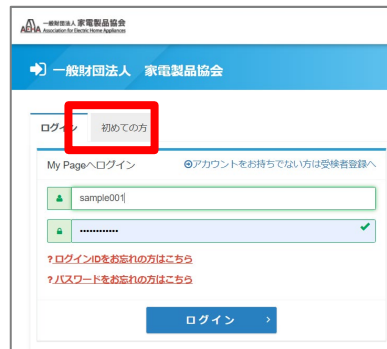 AEHA 一般財団法人 家電製品協会
Association for Electric Home Appliances
一般財団法人 家電製品協会
ログイン 初めての方
My Pageへログイン アカウントをお持ちでない方は受検者登録へ
sample001
?ログインIDをお忘れの方はこちら
?パスワードをお忘れの方はこちら
ログイン